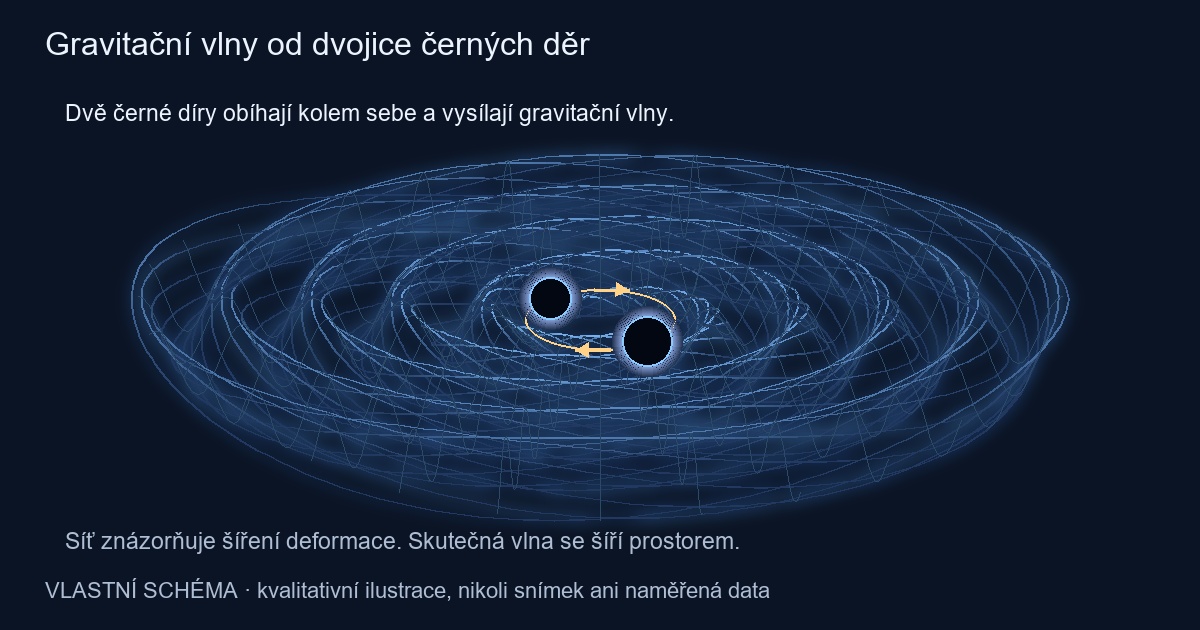 Gravitační vlny od dvojice černých děr
Dvě černé díry obíhají kolem sebe a vysílají gravitační vlny.
Síť znázorňuje šíření deformace. Skutečná vlna se šíří prostorem.
VLASTNÍ SCHÉMA · kvalitativní ilustrace, nikoli snímek ani naměřená data